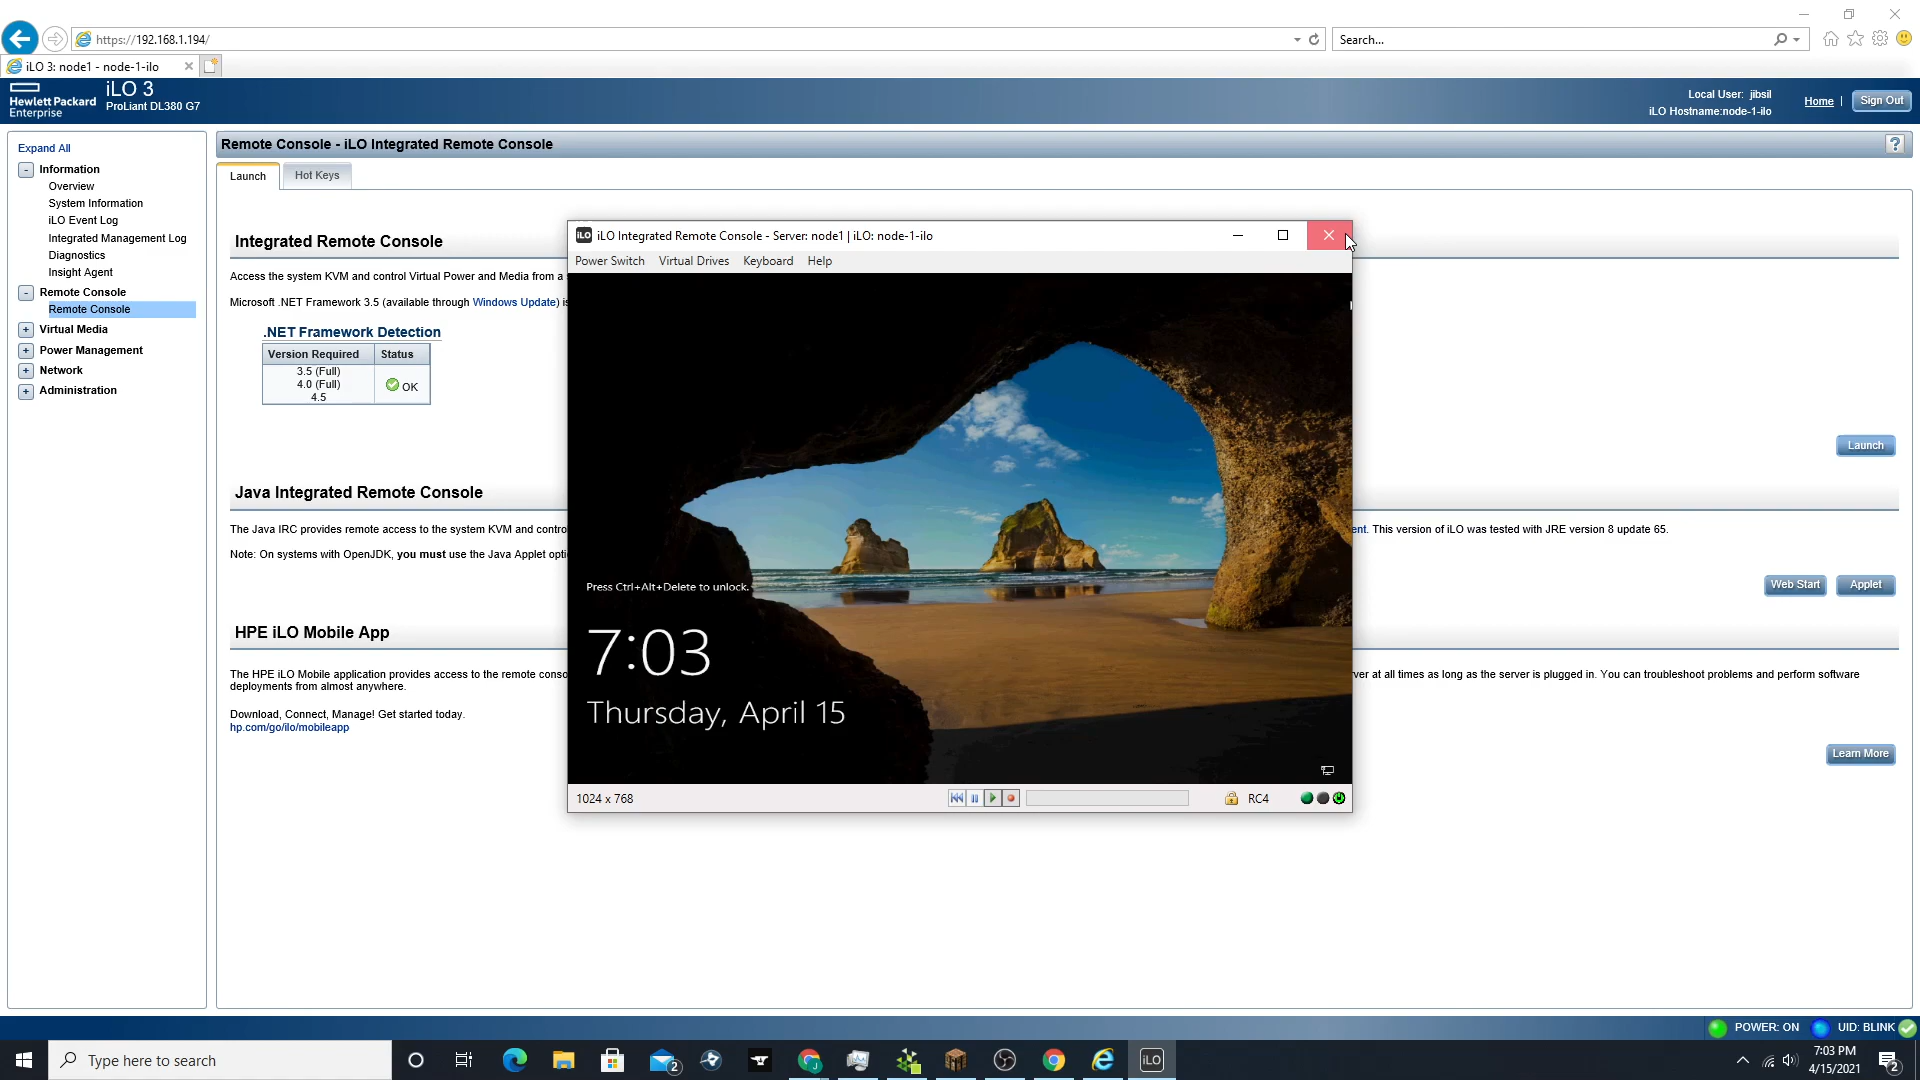 https://192.168.1.194/
Search...
iLO 3: node1 - node-1-ilo
Hewlett Packard
Enterprise
iLO 3
ProLiant DL380 G7
Local User: jibsil
iLO Hostname:node-1-ilo
Home
Sign Out
Expand All
Information
Overview
System Information
iLO Event Log
Integrated Management Log
Diagnostics
Insight Agent
Remote Console
Remote Console
Virtual Media
Power Management
Network
Administration
Remote Console - iLO Integrated Remote Console
?
Launch
Hot Keys
Integrated Remote Console
Access the system KVM and control Virtual Power and Media from a
Microsoft .NET Framework 3.5 (available through Windows Update) is
.NET Framework Detection
Version Required
Status
3.5 (Full)
4.0 (Full)
4.5
OK
Launch
Java Integrated Remote Console
The Java IRC provides remote access to the system KVM and contro
ent. This version of iLO was tested with JRE version 8 update 65.
Note: On systems with OpenJDK, you must use the Java Applet opti
Web Start
Applet
HPE iLO Mobile App
The HPE iLO Mobile application provides access to the remote conso
ver at all times as long as the server is plugged in. You can troubleshoot problems and perform software
deployments from almost anywhere.
Download, Connect, Manage! Get started today.
hp.com/go/ilo/mobileapp
Learn More
iLO Integrated Remote Console - Server: node1 | iLO: node-1-ilo
Power Switch
Virtual Drives
Keyboard
Help
Press Ctrl+Alt+Delete to unlock.
7:03
Thursday, April 15
1024 x 768
RC4
POWER: ON
UID: BLINK
Type here to search
2
iLO
7:03 PM
4/15/2021
2